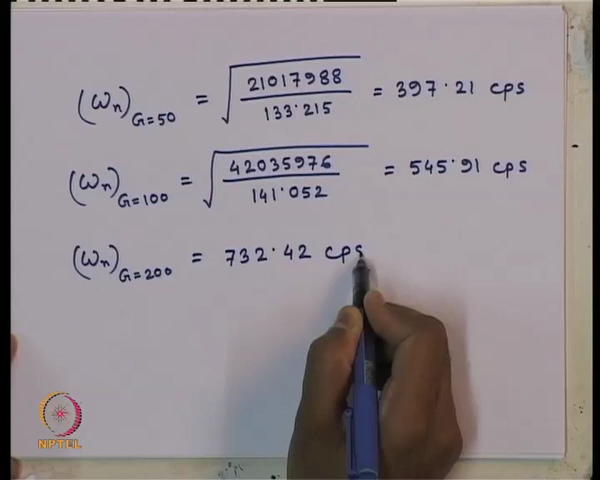 (ωn)G=50 = √(21017988 / 133·215) = 397·21 cps
(ωn)G=100 = √(42035976 / 141·052) = 545·91 cps
(ωn)G=200 = 732·42 cps
NPTEL